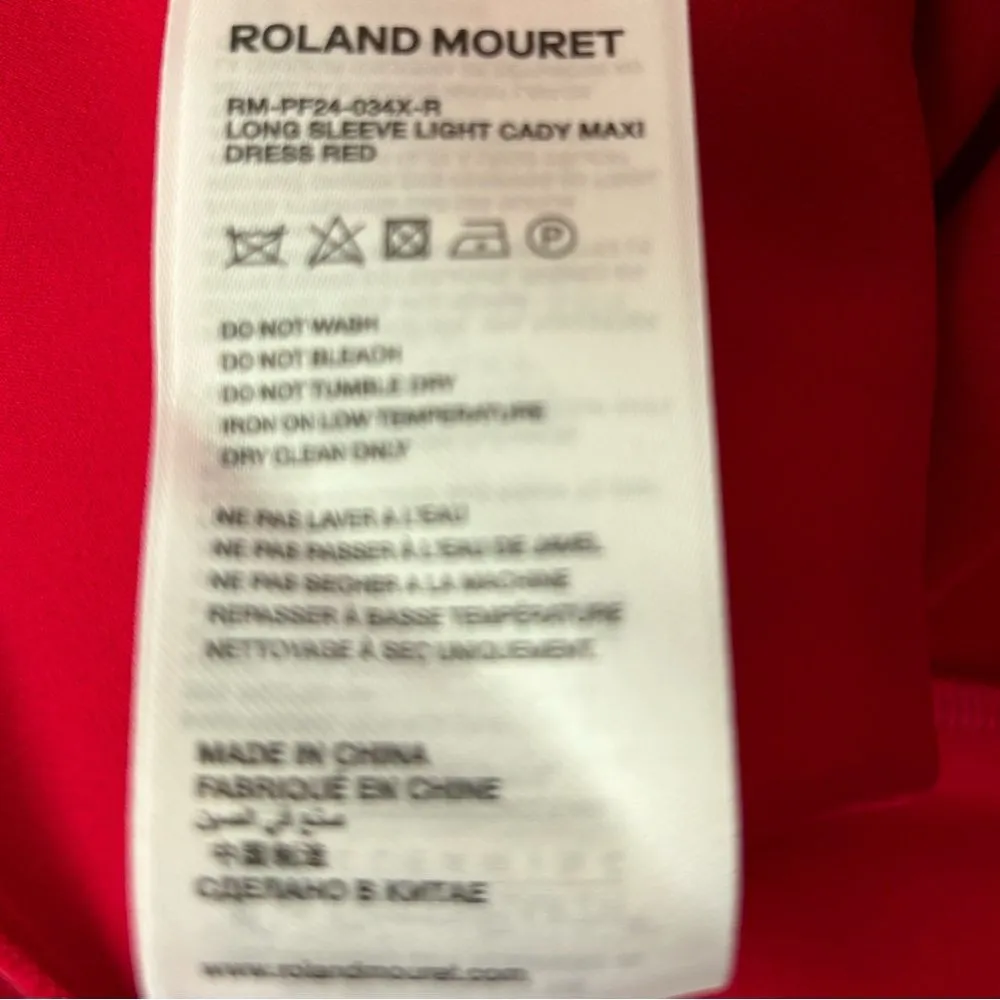 ROLAND MOURET
RM-PF24-034X-R
LONG SLEEVE LIGHT CADY MAXI
DRESS RED
P
DO NOT WASH
DO NOT BLEACH
DO NOT TUMBLE DRY
IRON ON LOW TEMPERATURE
DRY CLEAN ONLY
NE PAS LAVER A L'EAU
NE PAS PASSER À L'EAU DE JAVEL
NE PAS SECHER A LA MACHINE
REPASSER À BASSE TEMPÉRATURE
NETTOYAGE À SEC UNIQUEMENT
MADE IN CHINA
FABRIQUÉ EN CHINE
صنع في الصين
中國制造
СДЕЛАНО В КИТАЕ
www.rolandmouret.com